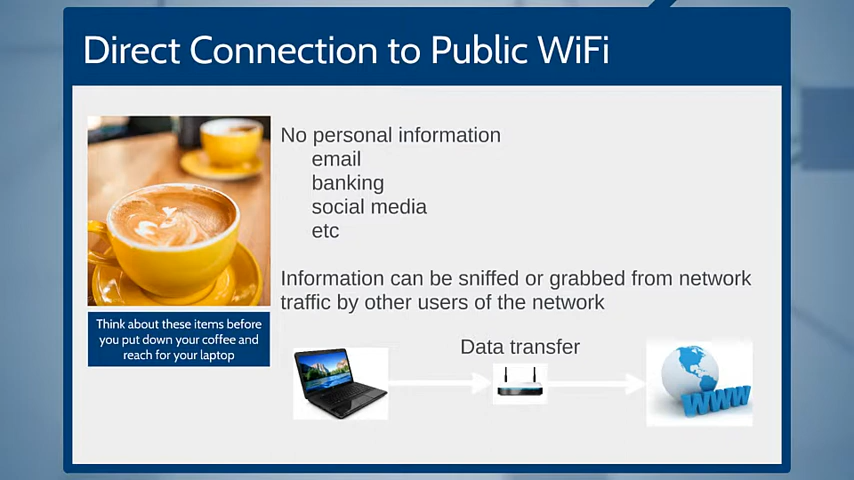 Direct Connection to Public WiFi
No personal information
email
banking
social media
etc
Information can be sniffed or grabbed from network
traffic by other users of the network
Think about these items before
you put down your coffee and
reach for your laptop
Data transfer
WWW